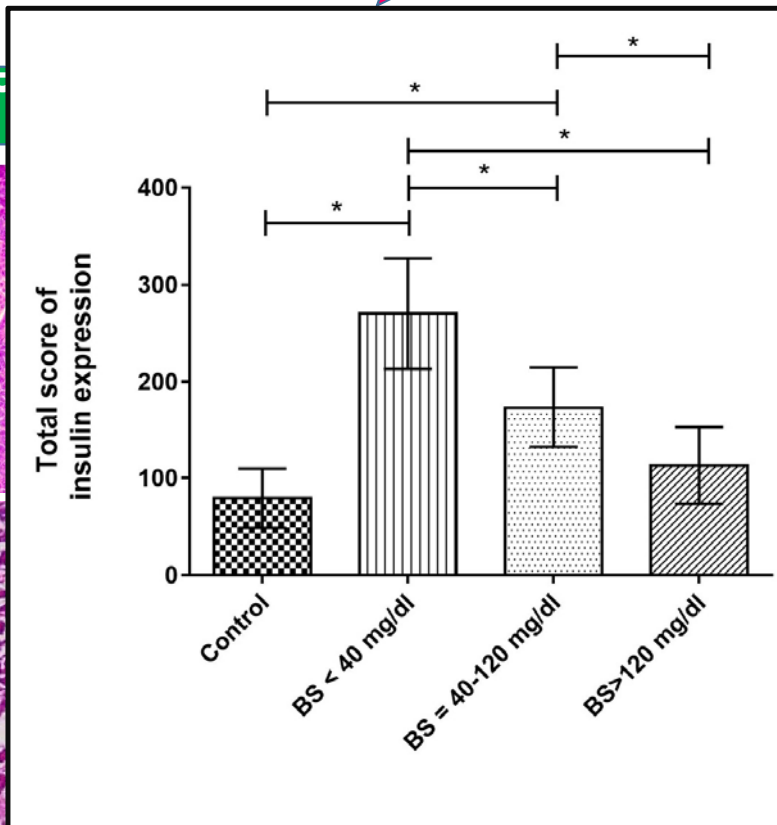 *
*
*
*
*
400
300
200
100
0
Total score of
insulin expression
Control
BS < 40 mg/dl
BS = 40-120 mg/dl
BS>120 mg/dl